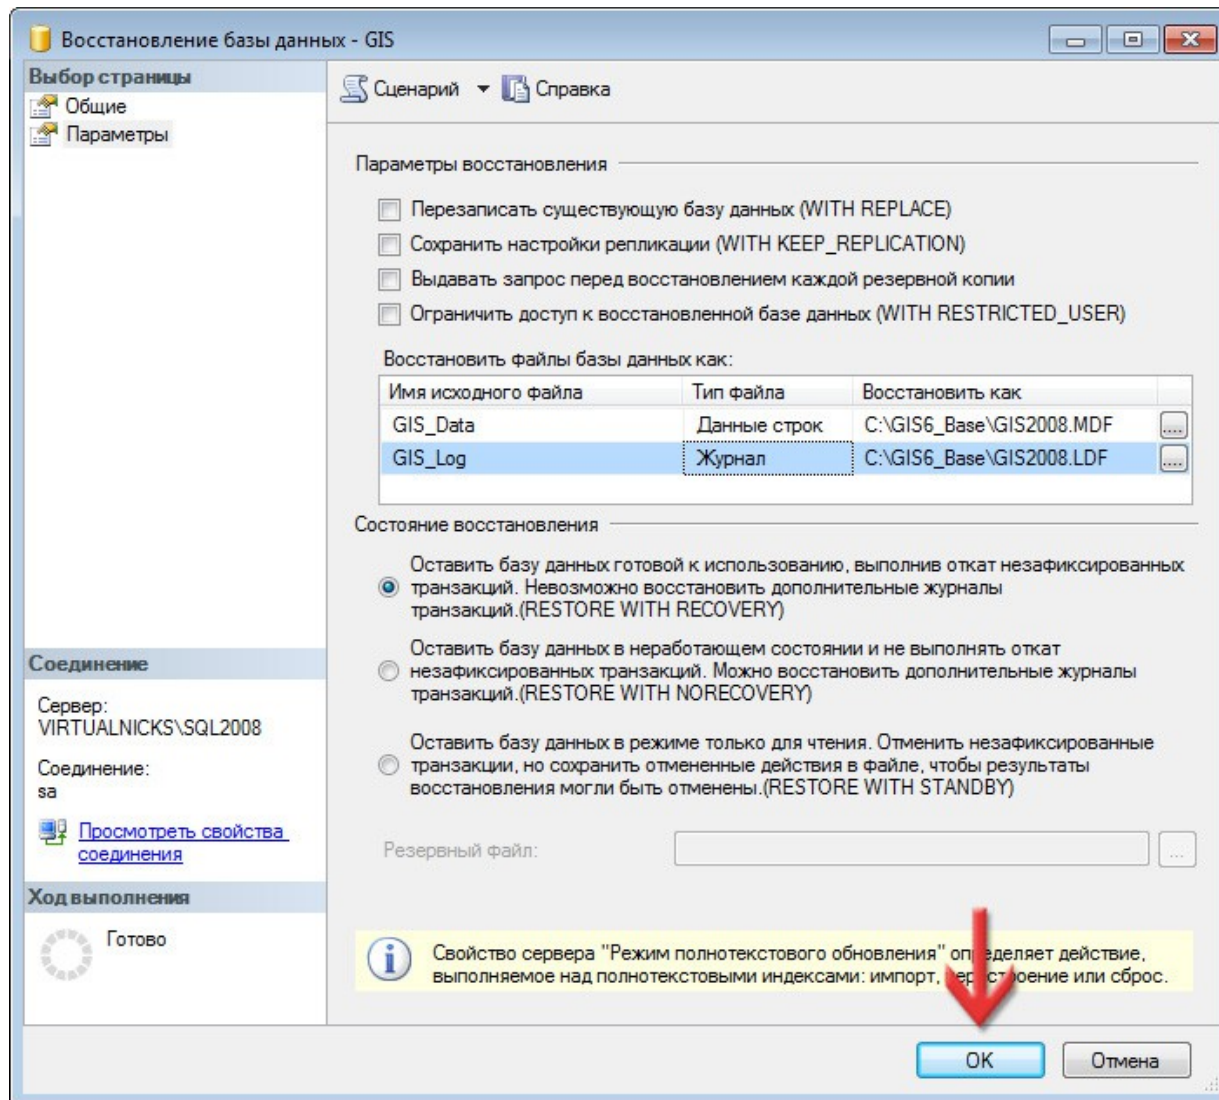 Восстановление базы данных - GIS
Выбор страницы
Общие
Параметры
Сценарий
Справка
Параметры восстановления
Перезаписать существующую базу данных (WITH REPLACE)
Сохранить настройки репликации (WITH KEEP_REPLICATION)
Выдавать запрос перед восстановлением каждой резервной копии
Ограничить доступ к восстановленной базе данных (WITH RESTRICTED_USER)
Восстановить файлы базы данных как:
Имя исходного файла Тип файла Восстановить как
GIS_Data Данные строк C:\GIS6_Base\GIS2008.MDF ....
GIS_Log Журнал C:\GIS6_Base\GIS2008.LDF ....
Состояние восстановления
Оставить базу данных готовой к использованию, выполнив откат незафиксированных
транзакций. Невозможно восстановить дополнительные журналы
транзакций.(RESTORE WITH RECOVERY)
Оставить базу данных в неработающем состоянии и не выполнять откат
незафиксированных транзакций. Можно восстановить дополнительные журналы
транзакций.(RESTORE WITH NORECOVERY)
Оставить базу данных в режиме только для чтения. Отменить незафиксированные
транзакции, но сохранить отмененные действия в файле, чтобы результаты
восстановления могли быть отменены.(RESTORE WITH STANDBY)
Резервный файл: ...
Соединение
Сервер:
VIRTUALNICKS\SQL2008
Соединение:
sa
Просмотреть свойства
соединения
Ход выполнения
Готово
Свойство сервера "Режим полнотекстового обновления" определяет действие,
выполняемое над полнотекстовыми индексами: импорт, перестроение или сброс.
OK
Отмена